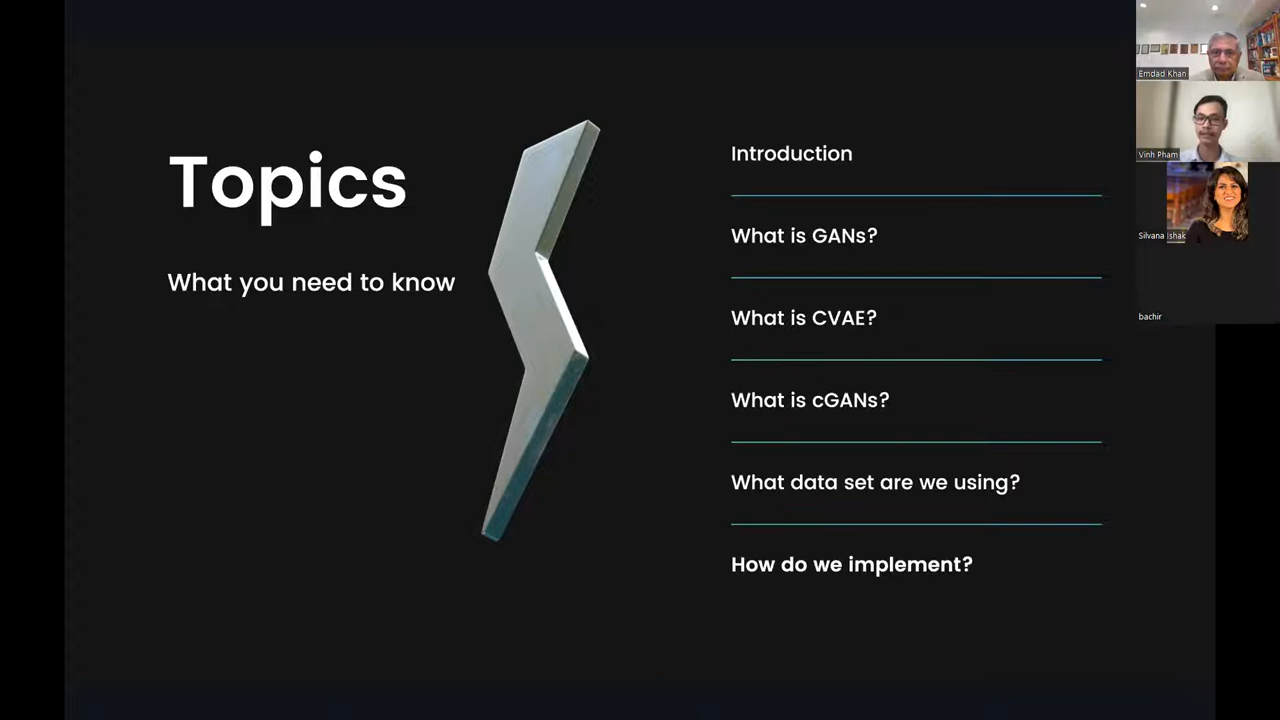 Topics
What you need to know
Introduction
What is GANs?
What is CVAE?
What is cGANs?
What data set are we using?
How do we implement?
Emdad Khan
Vinh Pham
Silvana Ishak
bachir